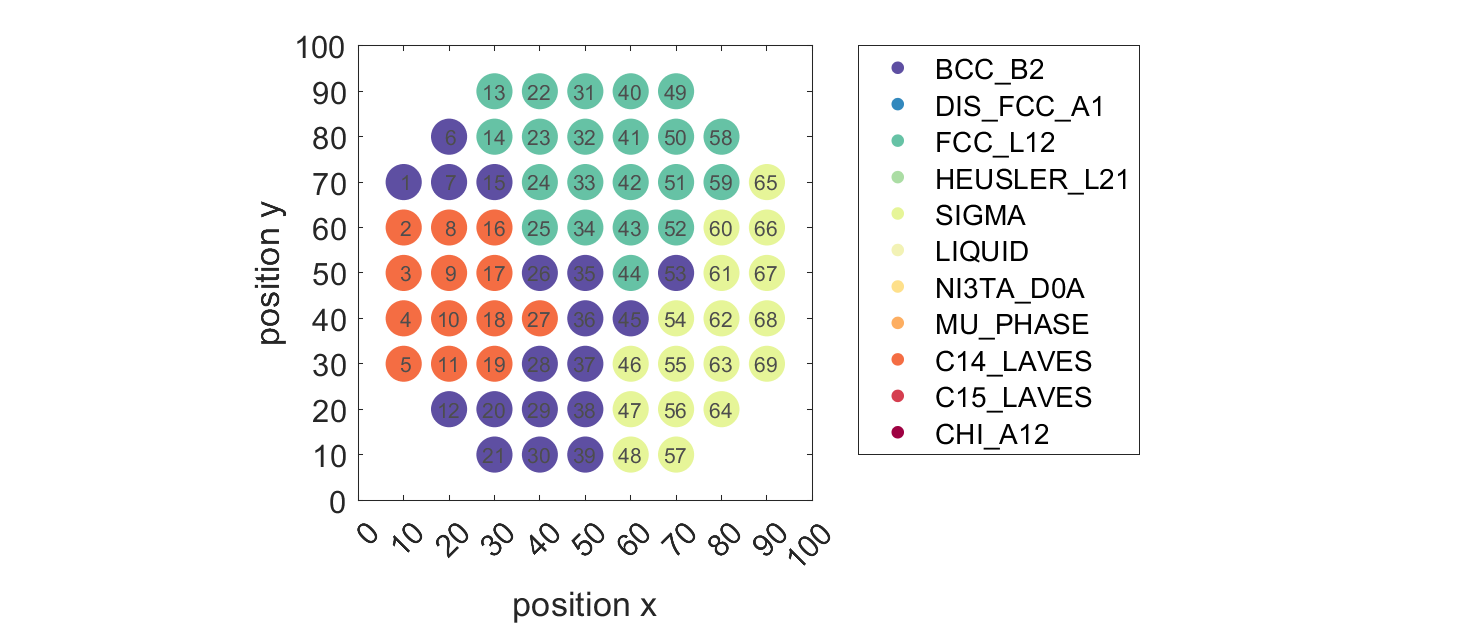 100
90
80
70
60
50
40
30
20
10
0
position y
13 22 31 40 49
6 14 23 32 41 50 58
1 7 15 24 33 42 51 59 65
2 8 16 25 34 43 52 60 66
3 9 17 26 35 44 53 61 67
4 10 18 27 36 45 54 62 68
5 11 19 28 37 46 55 63 69
12 20 29 38 47 56 64
21 30 39 48 57
0 10 20 30 40 50 60 70 80 90 100
position x
BCC_B2
DIS_FCC_A1
FCC_L12
HEUSLER_L21
SIGMA
LIQUID
NI3TA_D0A
MU_PHASE
C14_LAVES
C15_LAVES
CHI_A12